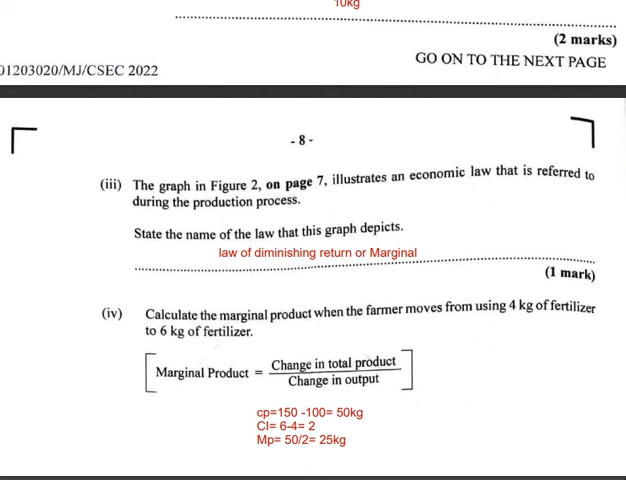 10kg
(2 marks)
01203020/MJ/CSEC 2022
GO ON TO THE NEXT PAGE
- 8 -
(iii) The graph in Figure 2, on page 7, illustrates an economic law that is referred to
during the production process.
State the name of the law that this graph depicts.
law of diminishing return or Marginal
(1 mark)
(iv) Calculate the marginal product when the farmer moves from using 4 kg of fertilizer
to 6 kg of fertilizer.
[Marginal Product = Change in total product
Change in output]
cp=150 -100= 50kg
CI= 6-4= 2
Mp= 50/2= 25kg